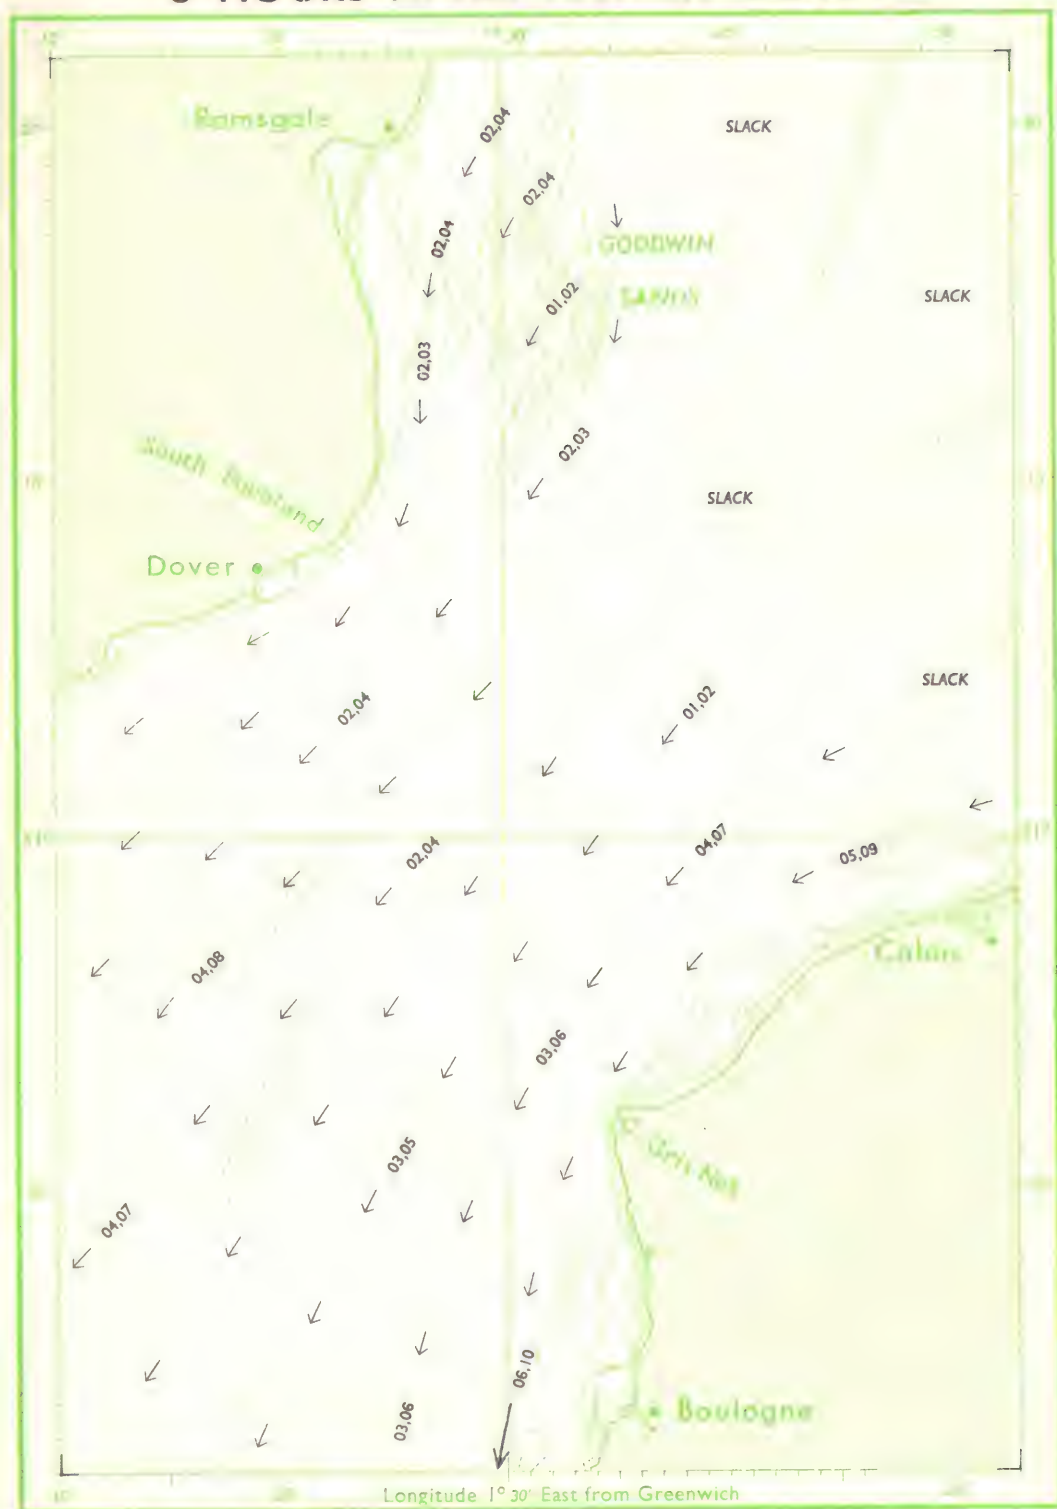 Ramsgate
02,04
SLACK
02,04
GODDWIN
02,04
SANDS
01,02
SLACK
02,03
02,03
South Foreland
SLACK
Dover
SLACK
02,04
01,02
02,04
04,07
05,09
Calais
04,08
03,06
03,05
Gris Nez
04,07
06,10
03,06
Boulogne
Longitude 1° 30' East from Greenwich